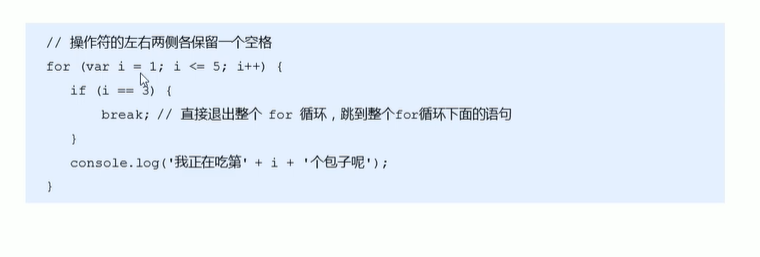 // 操作符的左右两侧各保留一个空格
for (var i = 1; i <= 5; i++) {
if (i == 3) {
break; // 直接退出整个 for 循环，跳到整个for循环下面的语句
}
console.log('我正在吃第' + i + '个包子呢');
}